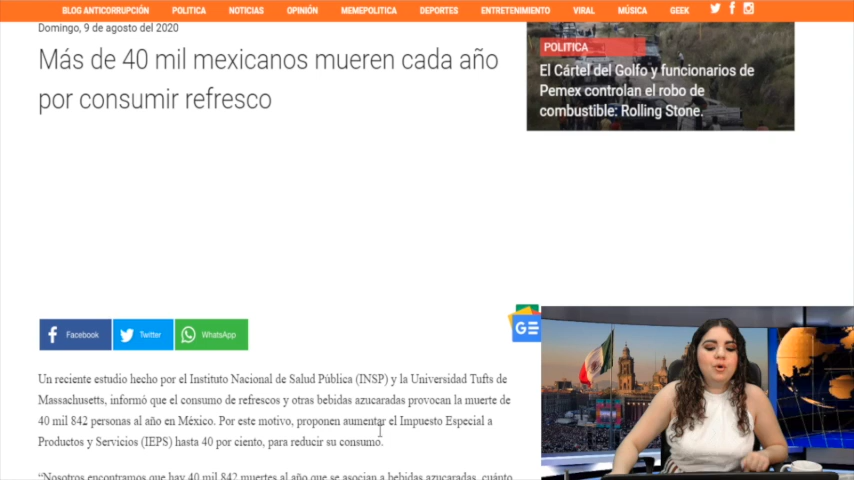 BLOG ANTICORRUPCIÓN POLITICA NOTICIAS OPINIÓN MEMEPOLITICA DEPORTES ENTRETENIMIENTO VIRAL MÚSICA GEEK
Domingo, 9 de agosto del 2020
Más de 40 mil mexicanos mueren cada año
por consumir refresco
POLITICA
El Cártel del Golfo y funcionarios de
Pemex controlan el robo de
combustible: Rolling Stone.
Facebook Twitter WhatsApp
GE
Un reciente estudio hecho por el Instituto Nacional de Salud Pública (INSP) y la Universidad Tufts de
Massachusetts, informó que el consumo de refrescos y otras bebidas azucaradas provocan la muerte de
40 mil 842 personas al año en México. Por este motivo, proponen aumentar el Impuesto Especial a
Productos y Servicios (IEPS) hasta 40 por ciento, para reducir su consumo.
“Nosotros encontramos que hay 40 mil 842 muertes al año que se asocian a bebidas azucaradas, cuánto